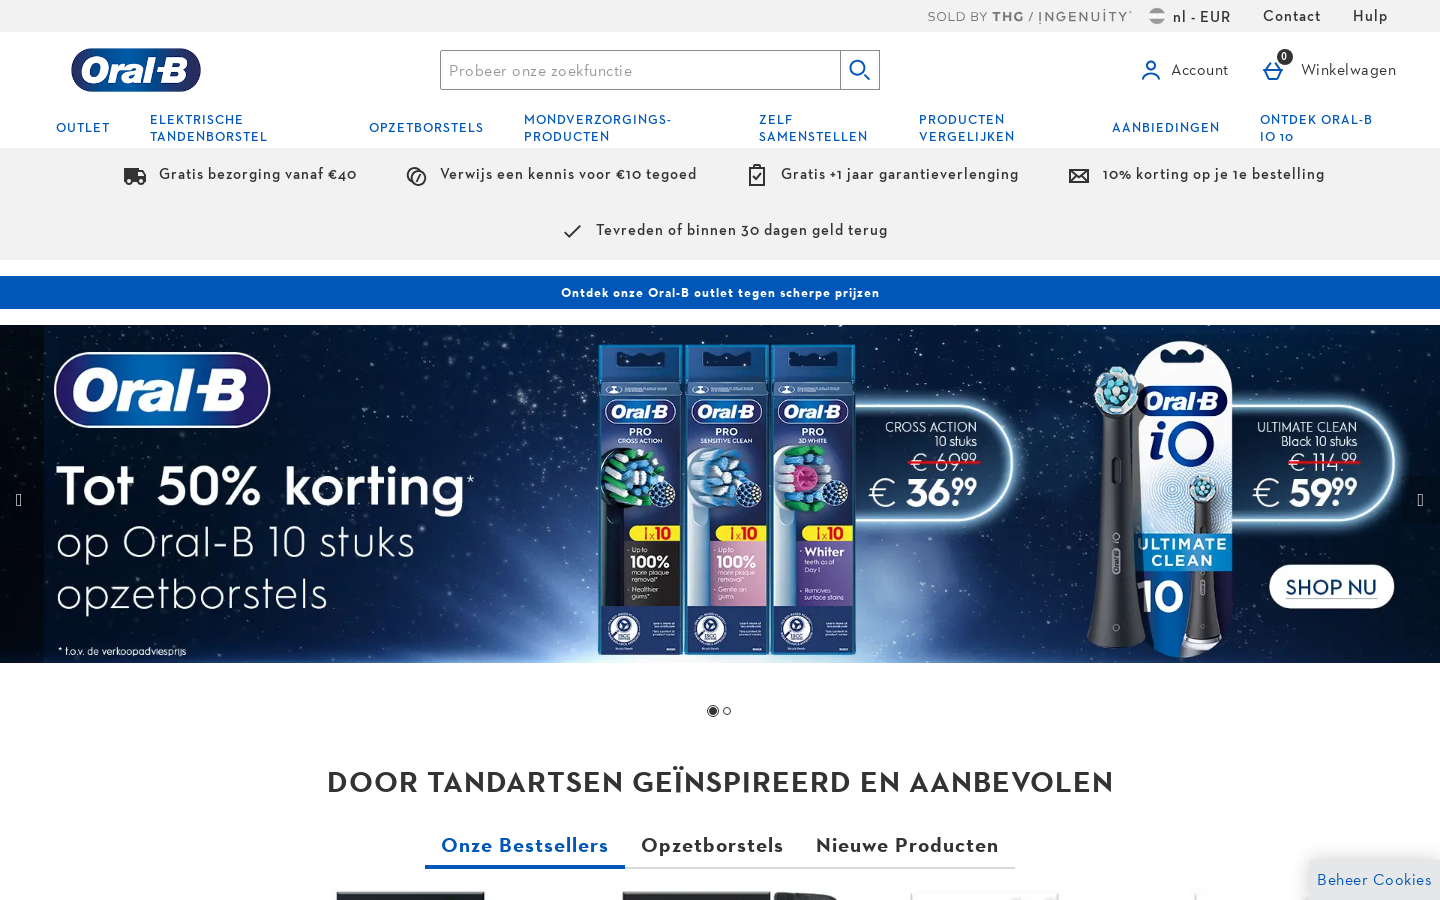 SOLD BY THG / INGENUITY
nl - EUR
Contact
Hulp
Oral-B
Probeer onze zoekfunctie
Account
0
Winkelwagen
OUTLET
ELEKTRISCHE
TANDENBORSTEL
OPZETBORSTELS
MONDVERZORGINGS-
PRODUCTEN
ZELF
SAMENSTELLEN
PRODUCTEN
VERGELIJKEN
AANBIEDINGEN
ONTDEK ORAL-B
IO 10
Gratis bezorging vanaf €40
Verwijs een kennis voor €10 tegoed
Gratis +1 jaar garantieverlenging
10% korting op je 1e bestelling
Tevreden of binnen 30 dagen geld terug
Ontdek onze Oral-B outlet tegen scherpe prijzen
Oral-B
Tot 50% korting*
op Oral-B 10 stuks
opzetborstels
* t.o.v. de verkoopadviesprijs
Oral-B
PRO
CROSS ACTION
1x10
Up to
100%
more plaque
removal*
Healthier
gums*
Oral-B
PRO
SENSITIVE CLEAN
1x10
Up to
100%
more plaque
removal*
Gentle on
gums
Oral-B
PRO
3D WHITE
1x10
Whiter
teeth as of
Day 1
Removes
surface stains
CROSS ACTION
10 stuks
€ 69.99
€ 36.99
Oral-B
iO
ULTIMATE
CLEAN
10
ULTIMATE CLEAN
Black 10 stuks
€ 114.99
€ 59.99
SHOP NU
DOOR TANDARTSEN GEÏNSPIREERD EN AANBEVOLEN
Onze Bestsellers
Opzetborstels
Nieuwe Producten
Beheer Cookies